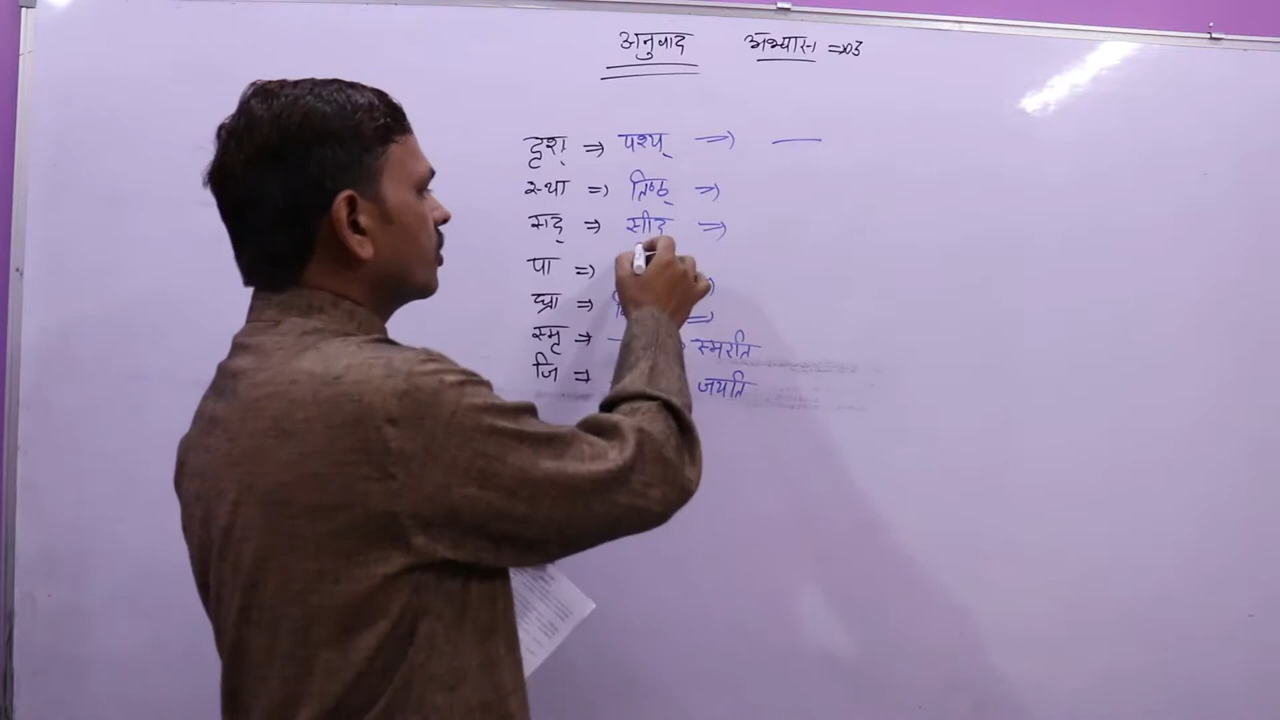 अनुवाद अभ्यास => 03
दृश् => पश्य् => —
स्था => तिष्ठ् =>
सद् => सीद् =>
पा =>
घ्रा => =>
स्मृ => — स्मरति
जि => जयति